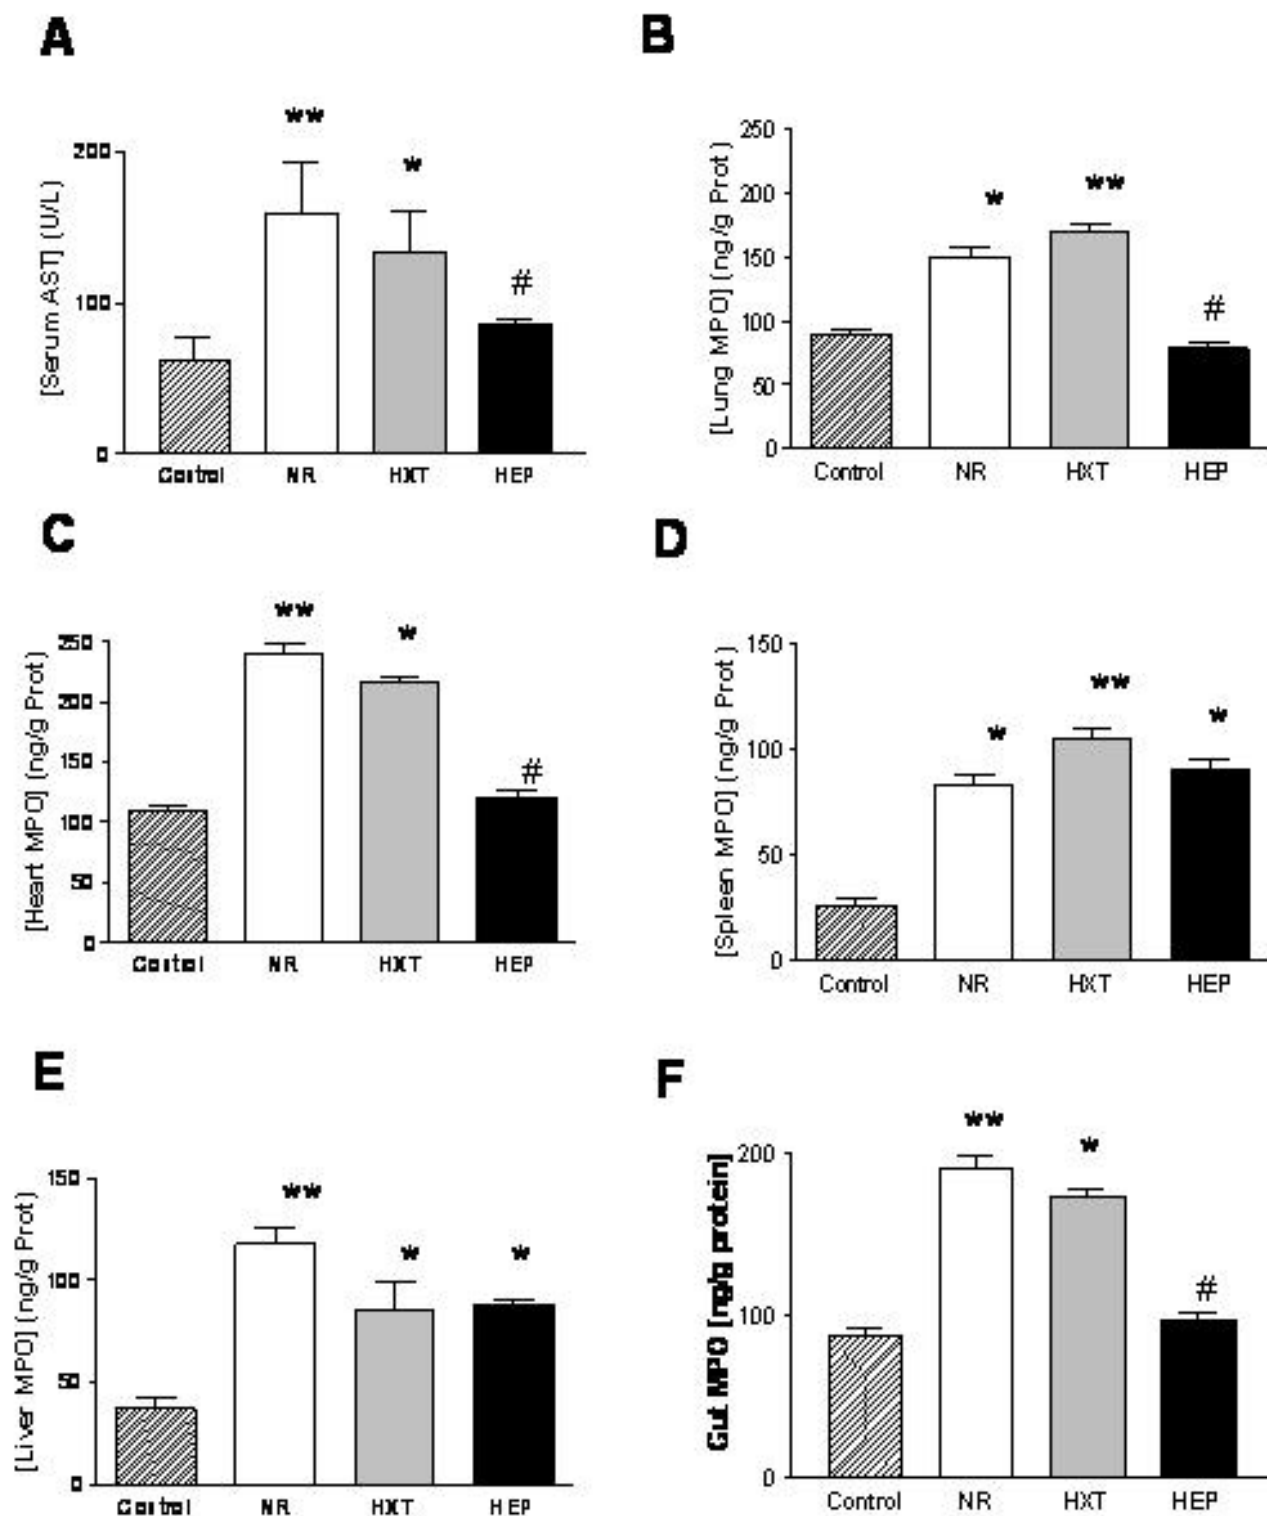 A
[Serum AST] (U/L)
200
100
0
**
*
#
Control NR HXT HEP
B
[Lung MPO] (ng/g Prot)
250
200
150
100
50
0
*
**
#
Control NR HXT HEP
C
[Heart MPO] (ng/g Prot)
250
200
150
100
50
0
**
*
#
Control NR HXT HEP
D
[Spleen MPO] (ng/g Prot)
150
100
50
0
*
**
*
Control NR HXT HEP
E
[Liver MPO] (ng/g Prot)
150
100
50
0
**
*
*
Control NR HXT HEP
F
Gut MPO [ng/g protein]
200
100
0
**
*
#
Control NR HXT HEP